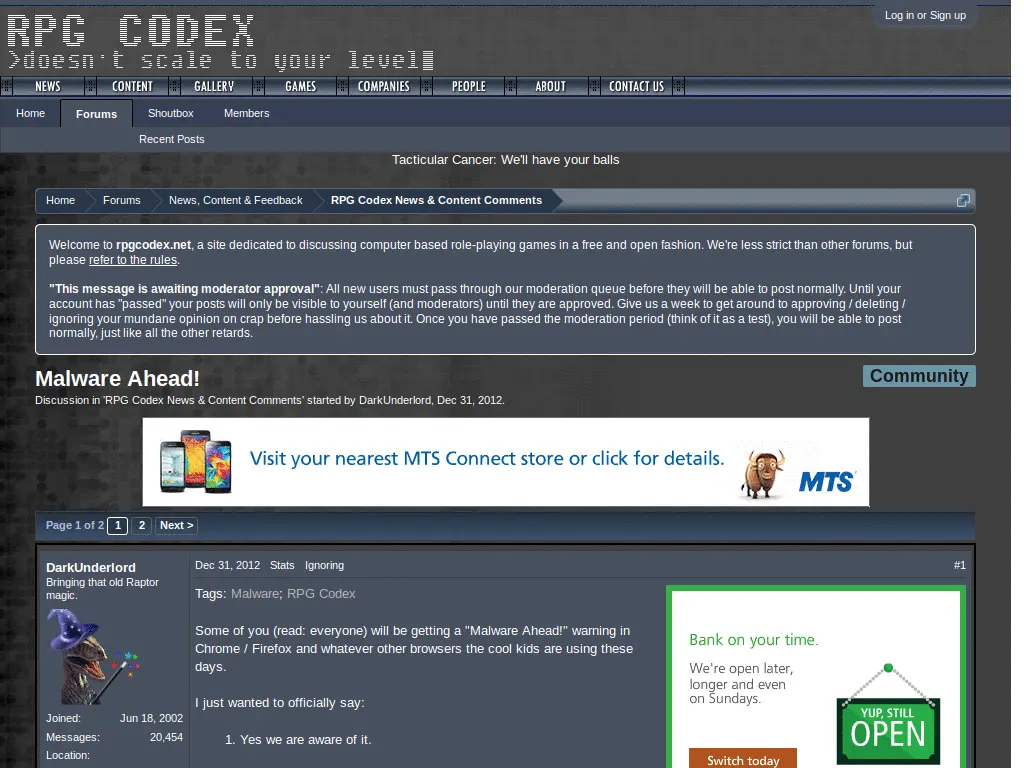 RPG CODEX
>doesn't scale to your level
Log in or Sign up
NEWS CONTENT GALLERY GAMES COMPANIES PEOPLE ABOUT CONTACT US
Home Forums Shoutbox Members
Recent Posts
Tacticular Cancer: We'll have your balls
Home Forums News, Content & Feedback RPG Codex News & Content Comments
Welcome to rpgcodex.net, a site dedicated to discussing computer based role-playing games in a free and open fashion. We're less strict than other forums, but
please refer to the rules.
"This message is awaiting moderator approval": All new users must pass through our moderation queue before they will be able to post normally. Until your
account has "passed" your posts will only be visible to yourself (and moderators) until they are approved. Give us a week to get around to approving / deleting /
ignoring your mundane opinion on crap before hassling us about it. Once you have passed the moderation period (think of it as a test), you will be able to post
normally, just like all the other retards.
Malware Ahead!
Community
Discussion in 'RPG Codex News & Content Comments' started by DarkUnderlord, Dec 31, 2012.
Visit your nearest MTS Connect store or click for details.
MTS
Page 1 of 2 1 2 Next >
DarkUnderlord
Bringing that old Raptor
magic.
Joined: Jun 18, 2002
Messages: 20,454
Location:
Dec 31, 2012 Stats Ignoring #1
Tags: Malware; RPG Codex
Some of you (read: everyone) will be getting a "Malware Ahead!" warning in
Chrome / Firefox and whatever other browsers the cool kids are using these
days.
I just wanted to officially say:
1. Yes we are aware of it.
Bank on your time.
We're open later,
longer and even
on Sundays.
YUP, STILL
OPEN
Switch today